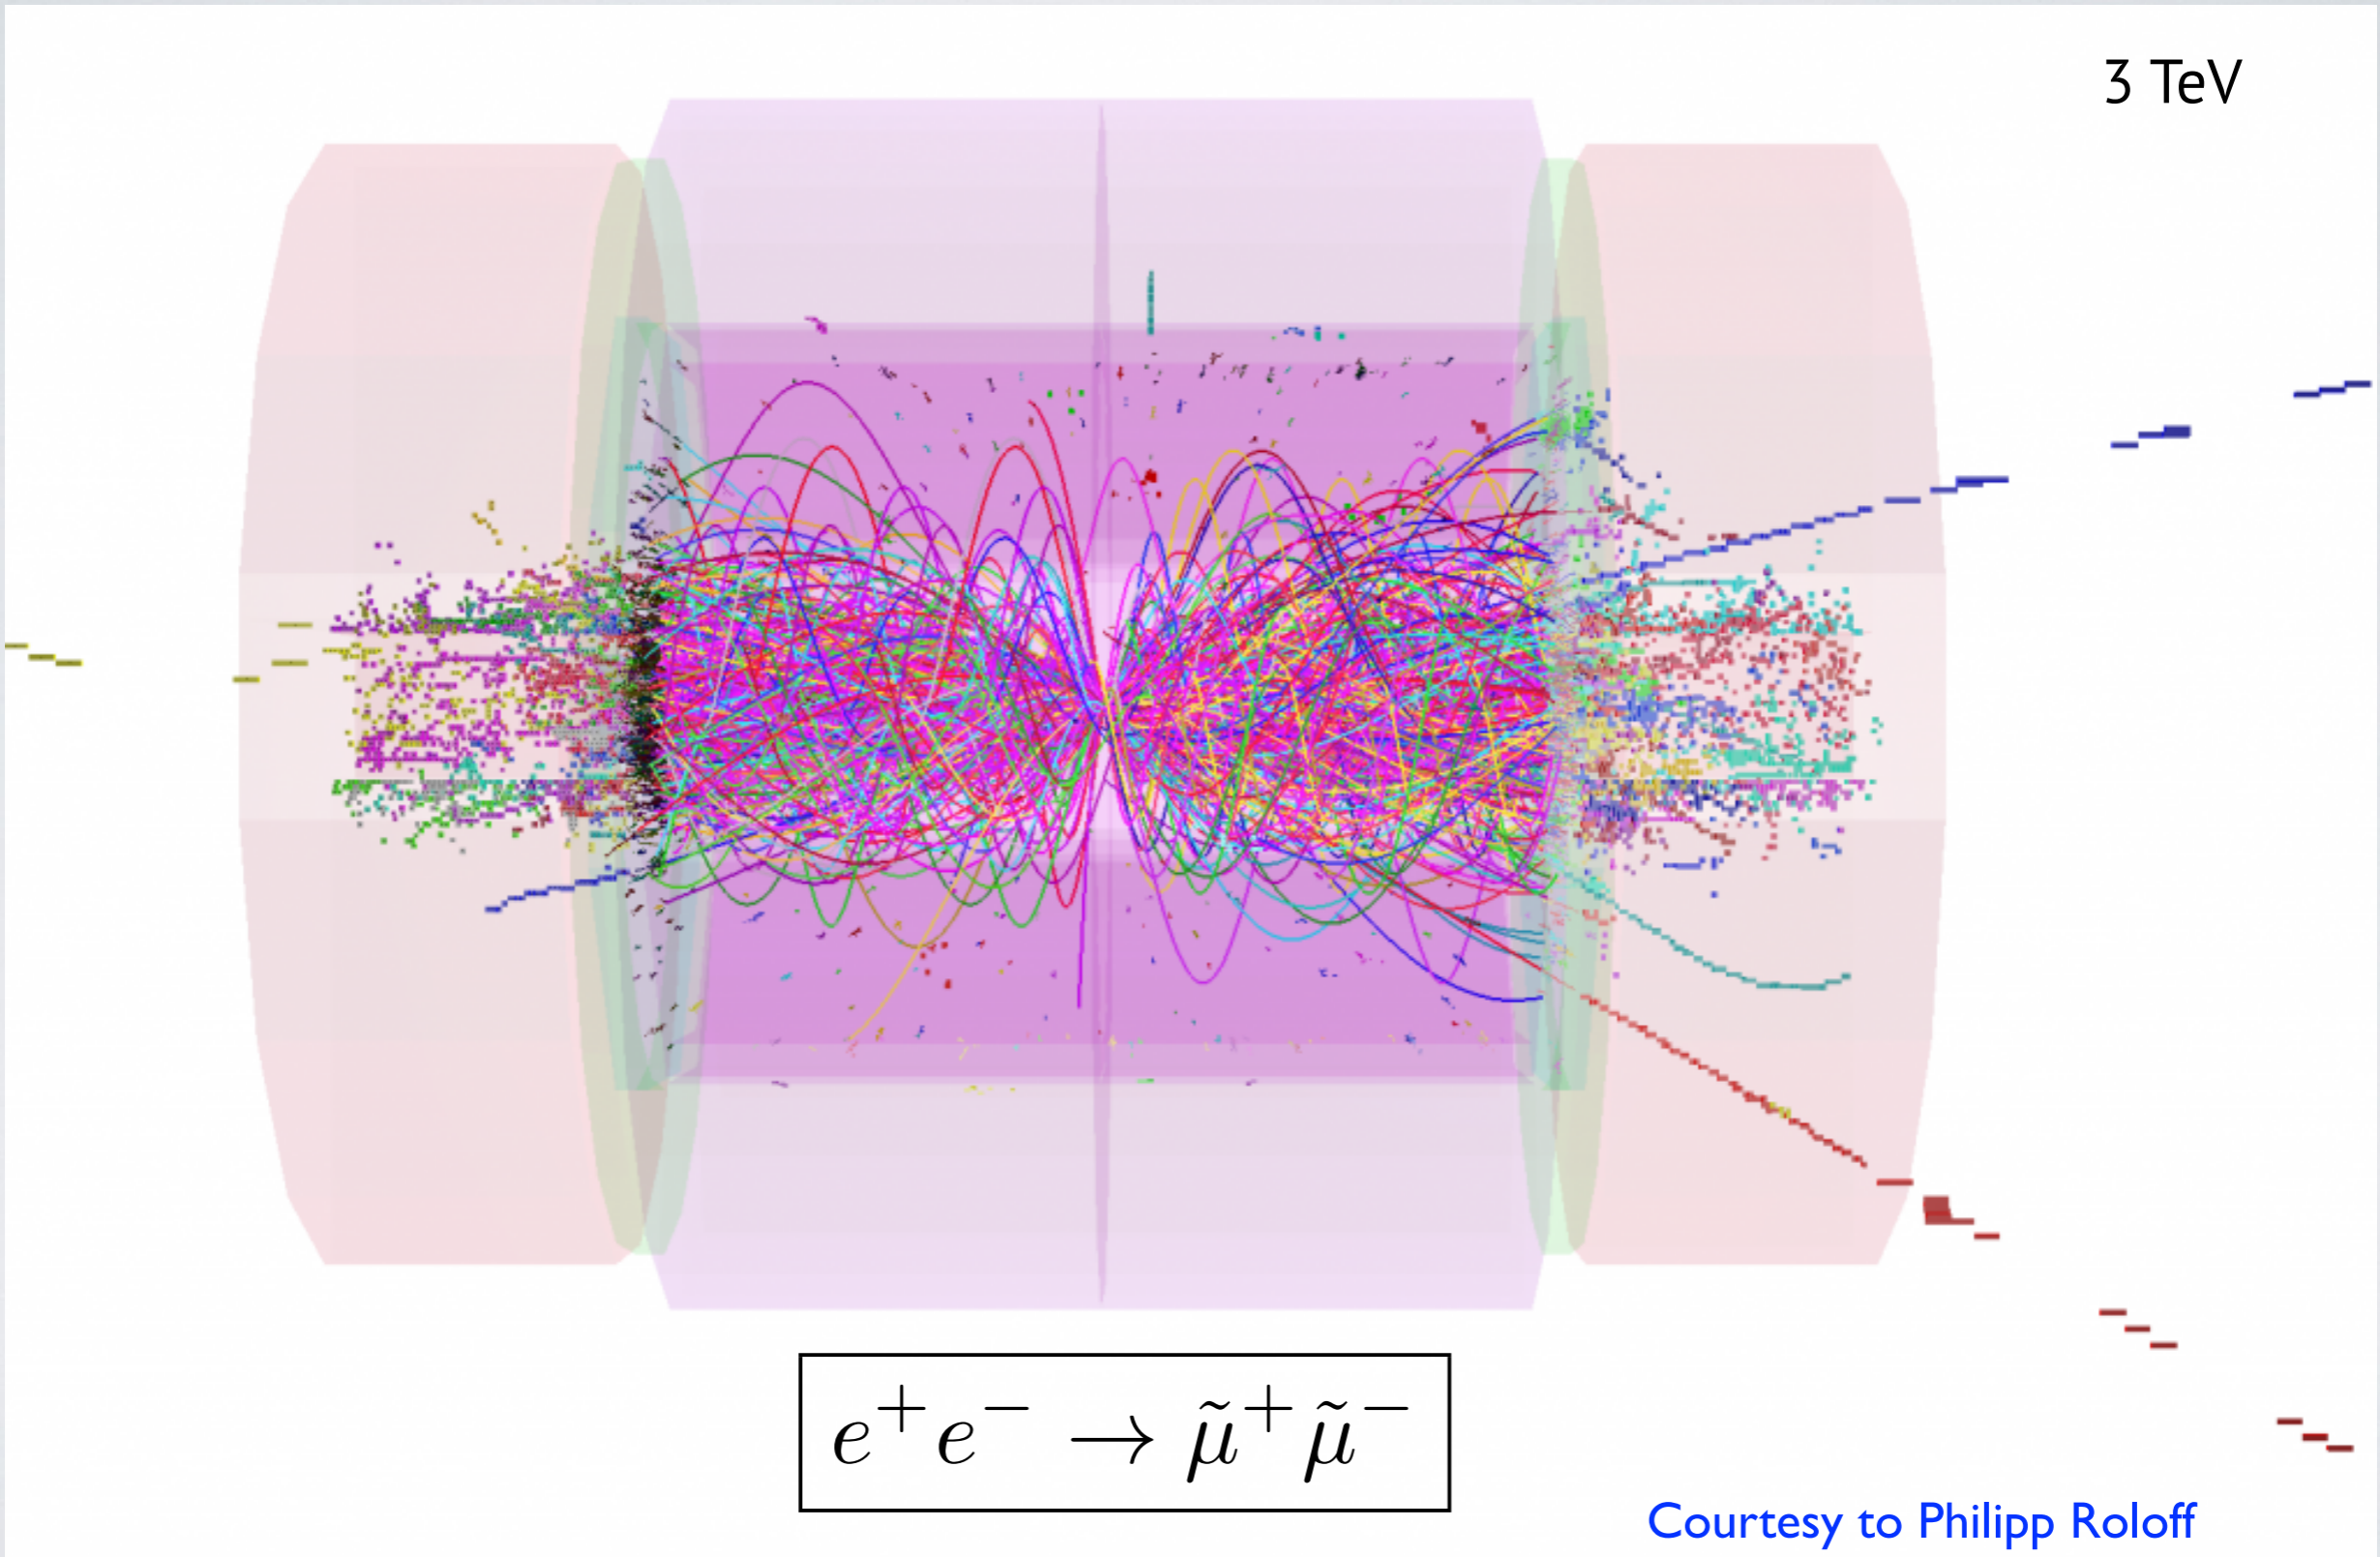 3 TeV
e⁺e⁻ → μ̃⁺μ̃⁻
Courtesy to Philipp Roloff